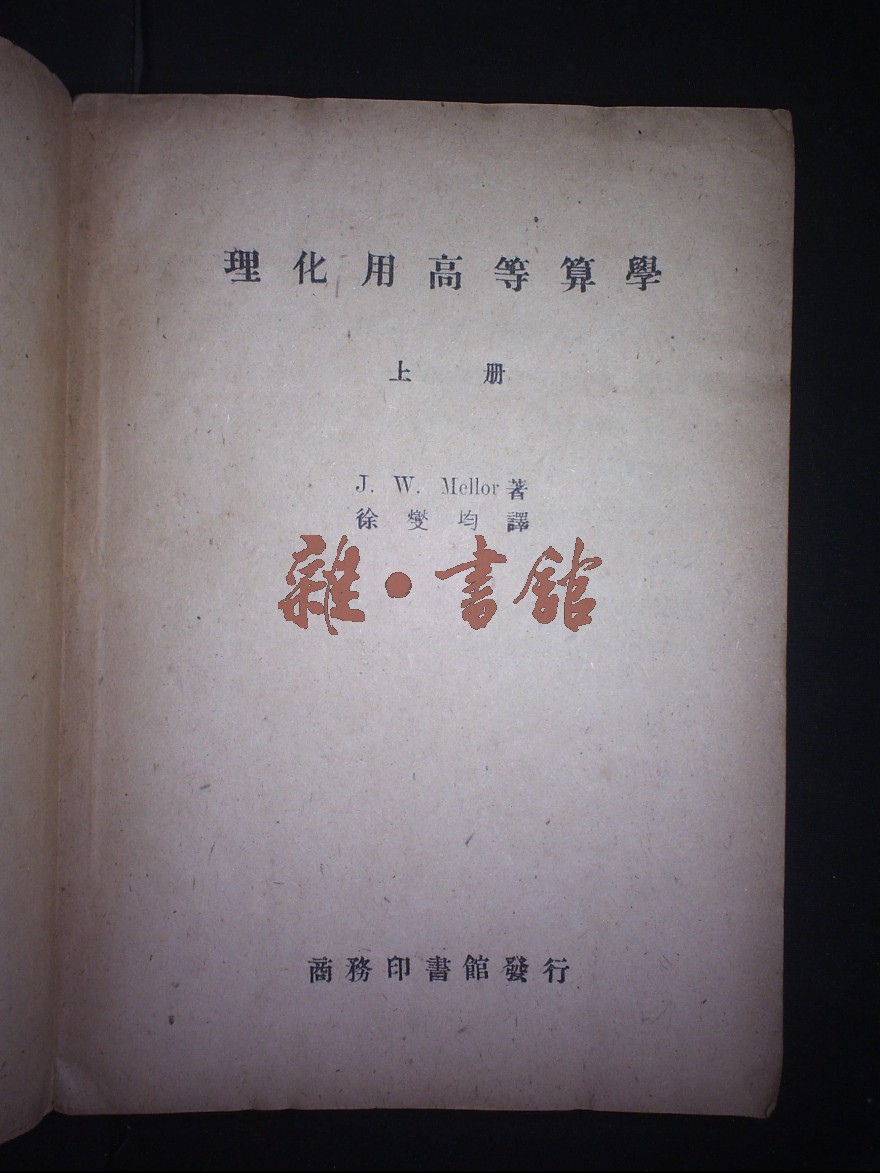 理化用高等算學
上册
J. W. Mellor著
徐燮均譯
雜·書館
商務印書館發行